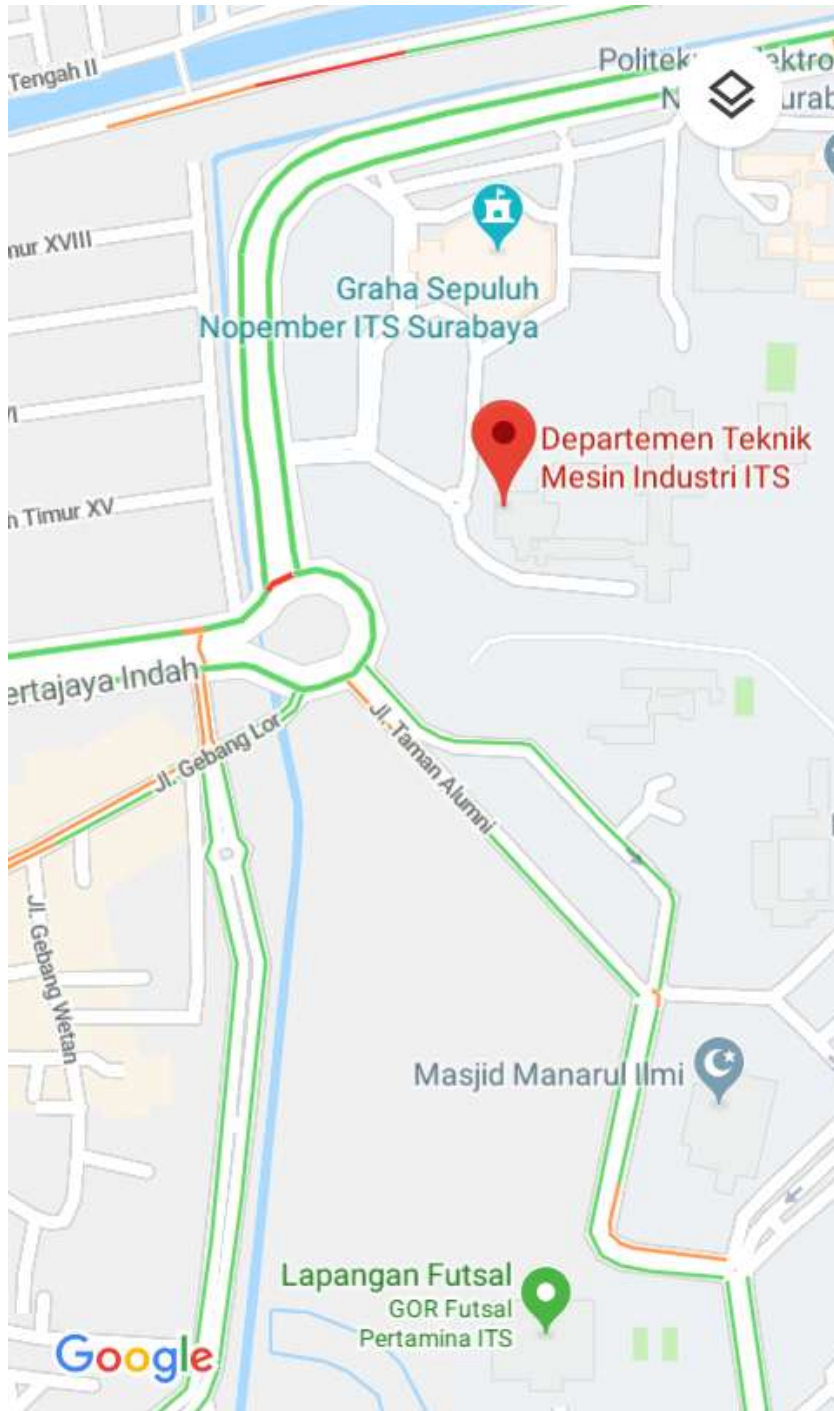 Tengah II
Politek
ektro
N
urab
mur XVIII
Graha Sepuluh
Nopember ITS Surabaya
Departemen Teknik
Mesin Industri ITS
n Timur XV
ertajaya Indah
Jl. Gebang Lor
Jl. Taman Alumni
Jl. Gebang Wetan
Masjid Manarul Ilmi
Lapangan Futsal
GOR Futsal
Pertamina ITS
Google